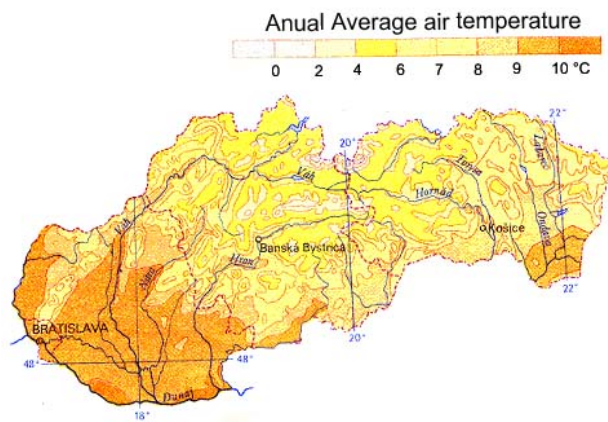 Anual Average air temperature
0 2 4 6 7 8 9 10 °C
22°
20°
Váh
Torysa
Hornád
Ondava
Košice
Banská Bystrica
Hron
Váh
Nitra
22°
20°
BRATISLAVA
48°
48°
Dunaj
18°